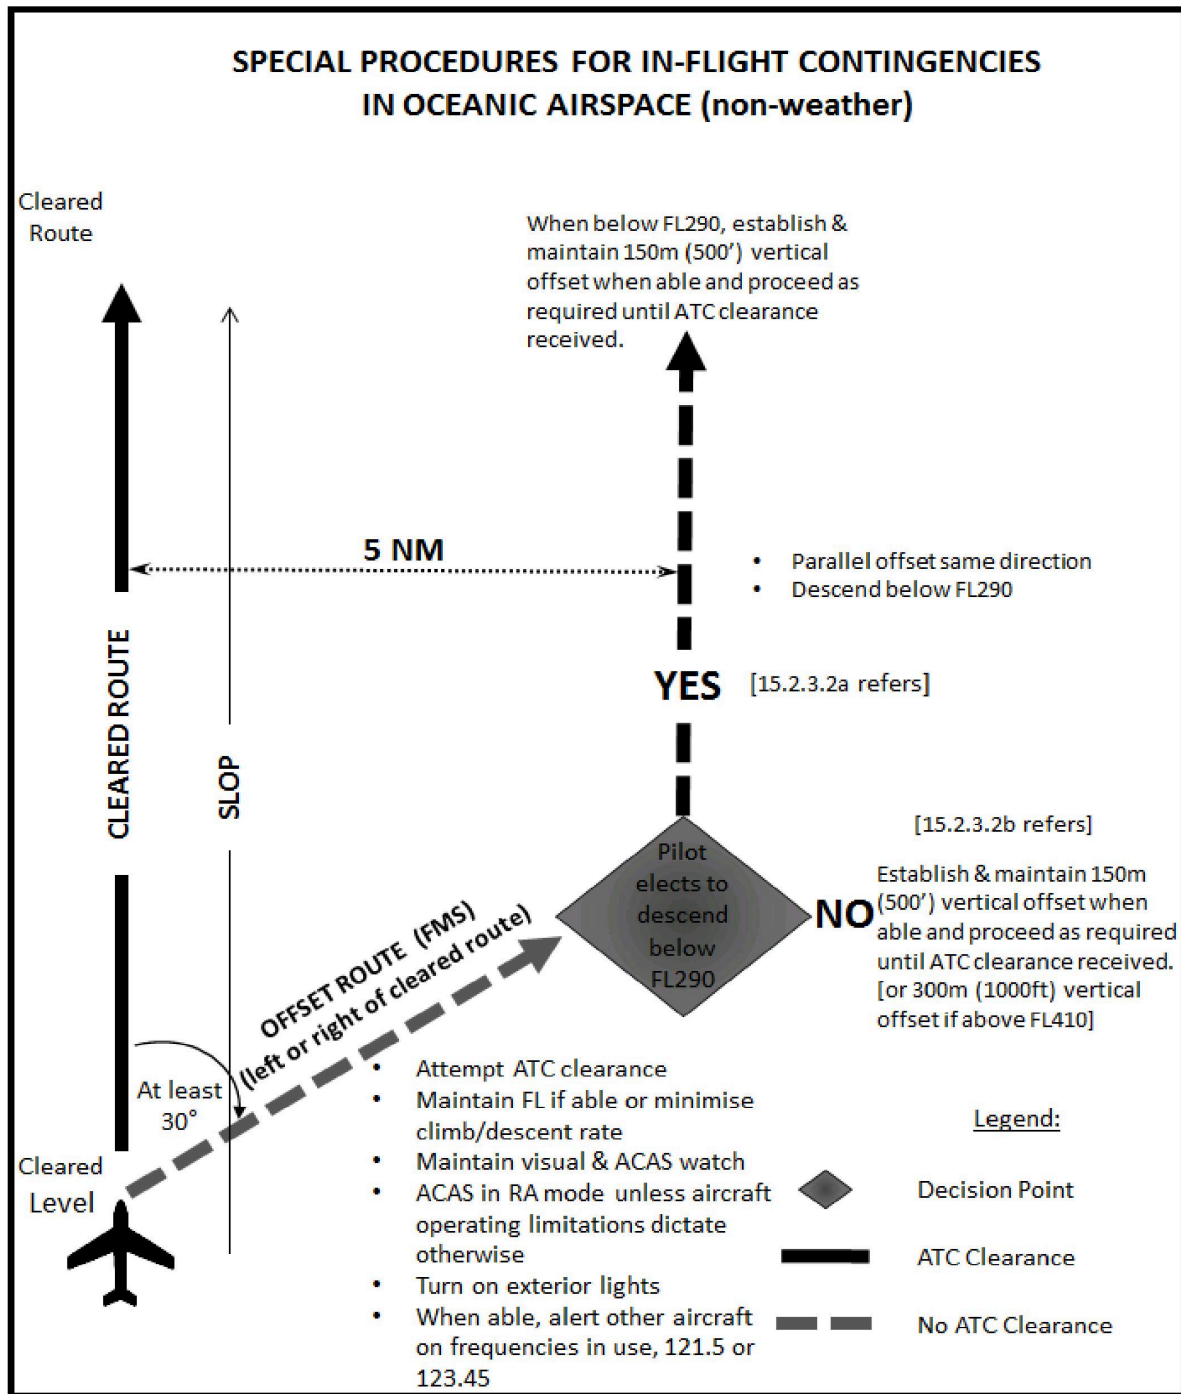 SPECIAL PROCEDURES FOR IN-FLIGHT CONTINGENCIES
IN OCEANIC AIRSPACE (non-weather)
Cleared
Route
When below FL290, establish &
maintain 150m (500’) vertical
offset when able and proceed as
required until ATC clearance
received.
5 NM
• Parallel offset same direction
• Descend below FL290
CLEARED ROUTE
SLOP
YES
[15.2.3.2a refers]
Pilot
elects to
descend
below
FL290
NO
[15.2.3.2b refers]
Establish & maintain 150m
(500’) vertical offset when
able and proceed as required
until ATC clearance received.
[or 300m (1000ft) vertical
offset if above FL410]
OFFSET ROUTE (FMS)
(left or right of cleared route)
At least
30°
Cleared
Level
• Attempt ATC clearance
• Maintain FL if able or minimise
climb/descent rate
• Maintain visual & ACAS watch
• ACAS in RA mode unless aircraft
operating limitations dictate
otherwise
• Turn on exterior lights
• When able, alert other aircraft
on frequencies in use, 121.5 or
123.45
Legend:
Decision Point
ATC Clearance
No ATC Clearance